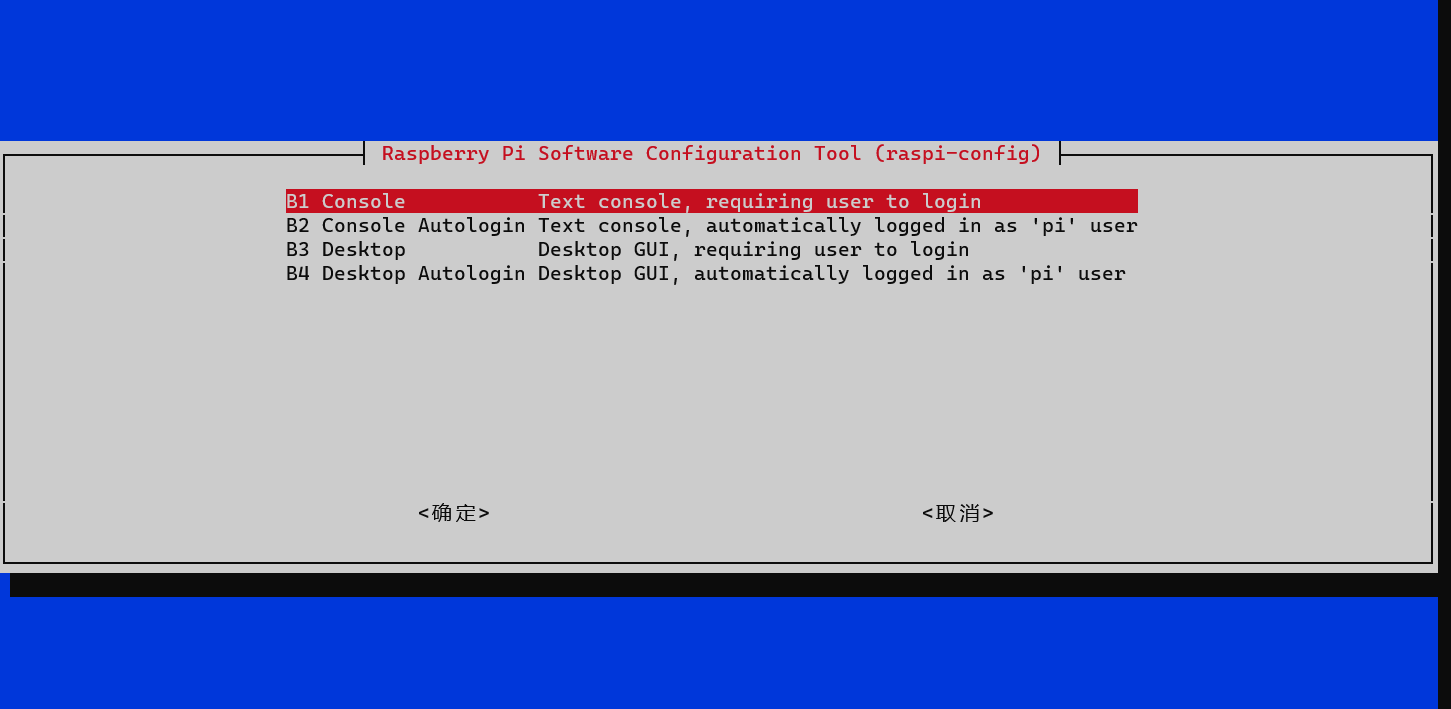 Raspberry Pi Software Configuration Tool (raspi-config)
B1 Console Text console, requiring user to login
B2 Console Autologin Text console, automatically logged in as 'pi' user
B3 Desktop Desktop GUI, requiring user to login
B4 Desktop Autologin Desktop GUI, automatically logged in as 'pi' user
<确定> <取消>